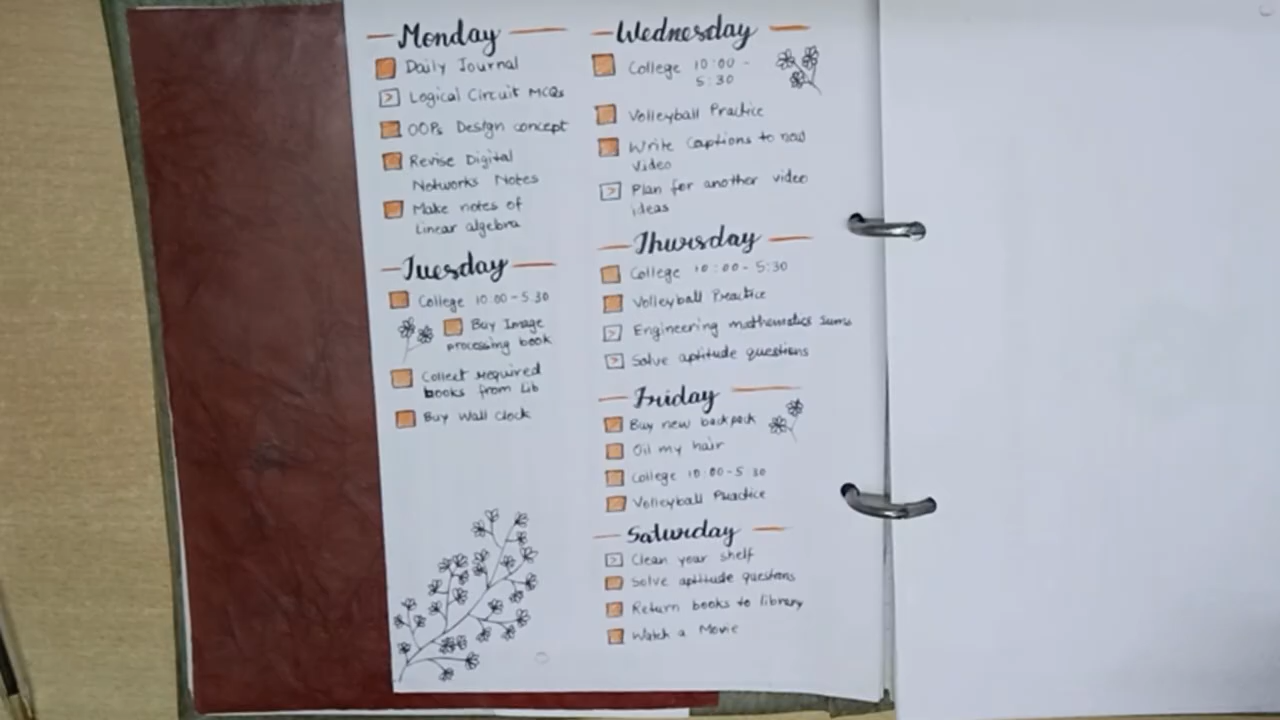 Monday
Daily Journal
> Logical Circuit MCQs
OOPs Design concept
Revise Digital
Networks Notes
Make notes of
Linear algebra
Tuesday
College 10:00 - 5:30
Buy Image
processing book
Collect required
books from Lib
Buy Wall Clock
Wednesday
College 10:00 -
5:30
Volleyball Practice
Write Captions to new
Video
> Plan for another video
ideas
Thursday
College 10:00 - 5:30
Volleyball Practice
> Engineering mathematics sums
> Solve aptitude questions
Friday
Buy new backpack
Oil my hair
College 10:00 - 5:30
Volleyball Practice
Saturday
> Clean your shelf
Solve aptitude questions
Return books to library
Watch a Movie